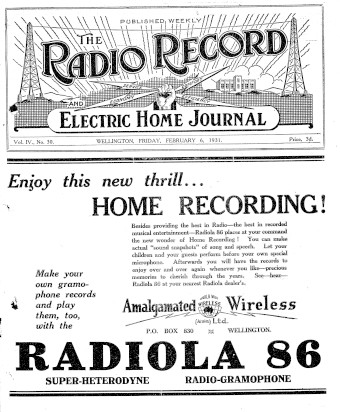 PUBLISHED WEEKLY
THE
RADIO RECORD
AND
ELECTRIC HOME JOURNAL
Vol. IV., No. 30. WELLINGTON, FRIDAY, FEBRUARY 6, 1931. Price, 3d.
Enjoy this new thrill...
HOME RECORDING!
Besides providing the best in Radio—the best in recorded
musical entertainment—Radiola 86 places at your command
the new wonder of Home Recording! You can make
actual "sound snapshots" of song and speech. Let your
children and your guests perform before your own special
microphone. Afterwards you will have the records to
enjoy over and over again whenever you like—precious
memories to cherish through the years. See—hear—
Radiola 86 at your nearest Radiola dealer's.
Make your
own gramo-
phone records
and play
them, too,
with the
Amalgamated Wireless
WIRELESS
Ltd.
P.O. BOX 830 WELLINGTON.
RADIOLA 86
SUPER-HETERODYNE RADIO-GRAMOPHONE